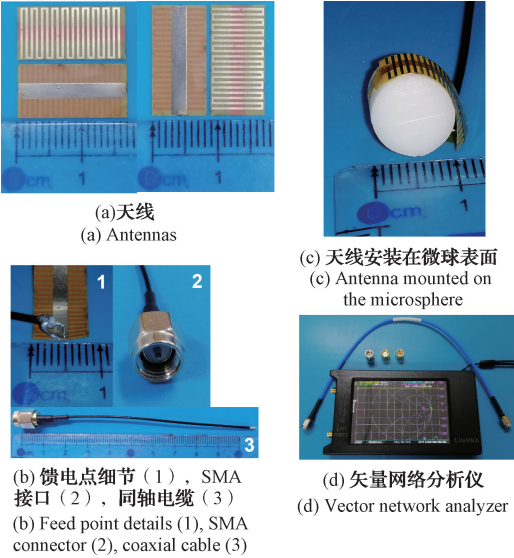 0 cm 1
0 cm 1
(a)天线
(a) Antennas
cm 1
(c) 天线安装在微球表面
(c) Antenna mounted on
the microsphere
1
2
1
3
(b) 馈电点细节（1），SMA
接口（2），同轴电缆（3）
(b) Feed point details (1), SMA
connector (2), coaxial cable (3)
(d) 矢量网络分析仪
(d) Vector network analyzer